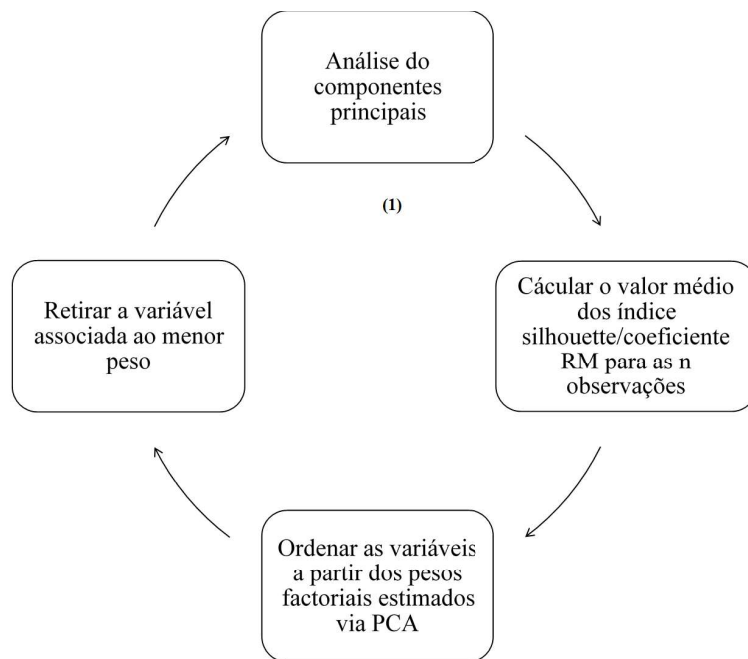 Análise do
componentes
principais
(1)
Cácular o valor médio
dos índice
silhouette/coeficiente
RM para as n
observações
Ordenar as variáveis
a partir dos pesos
factoriais estimados
via PCA
Retirar a variável
associada ao menor
peso